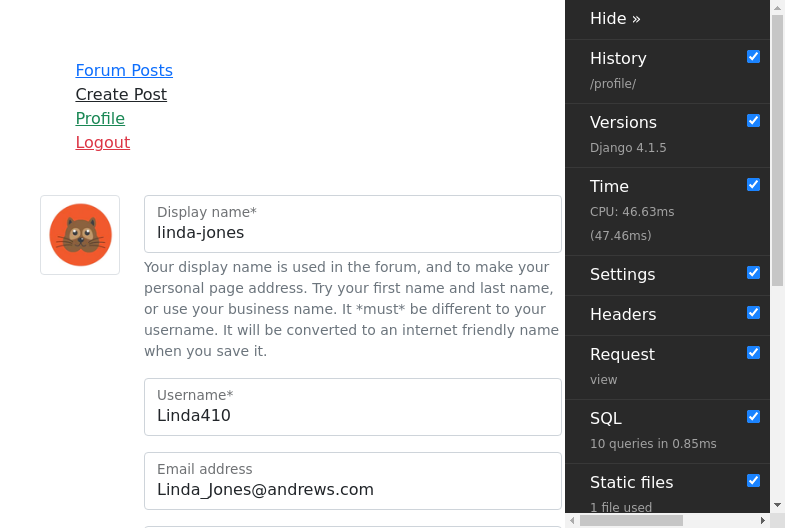 Forum Posts
Create Post
Profile
Logout
Display name*
linda-jones
Your display name is used in the forum, and to make your
personal page address. Try your first name and last name,
or use your business name. It *must* be different to your
username. It will be converted to an internet friendly name
when you save it.
Username*
Linda410
Email address
Linda_Jones@andrews.com
Hide »
History
/profile/
Versions
Django 4.1.5
Time
CPU: 46.63ms
(47.46ms)
Settings
Headers
Request
view
SQL
10 queries in 0.85ms
Static files
1 file used